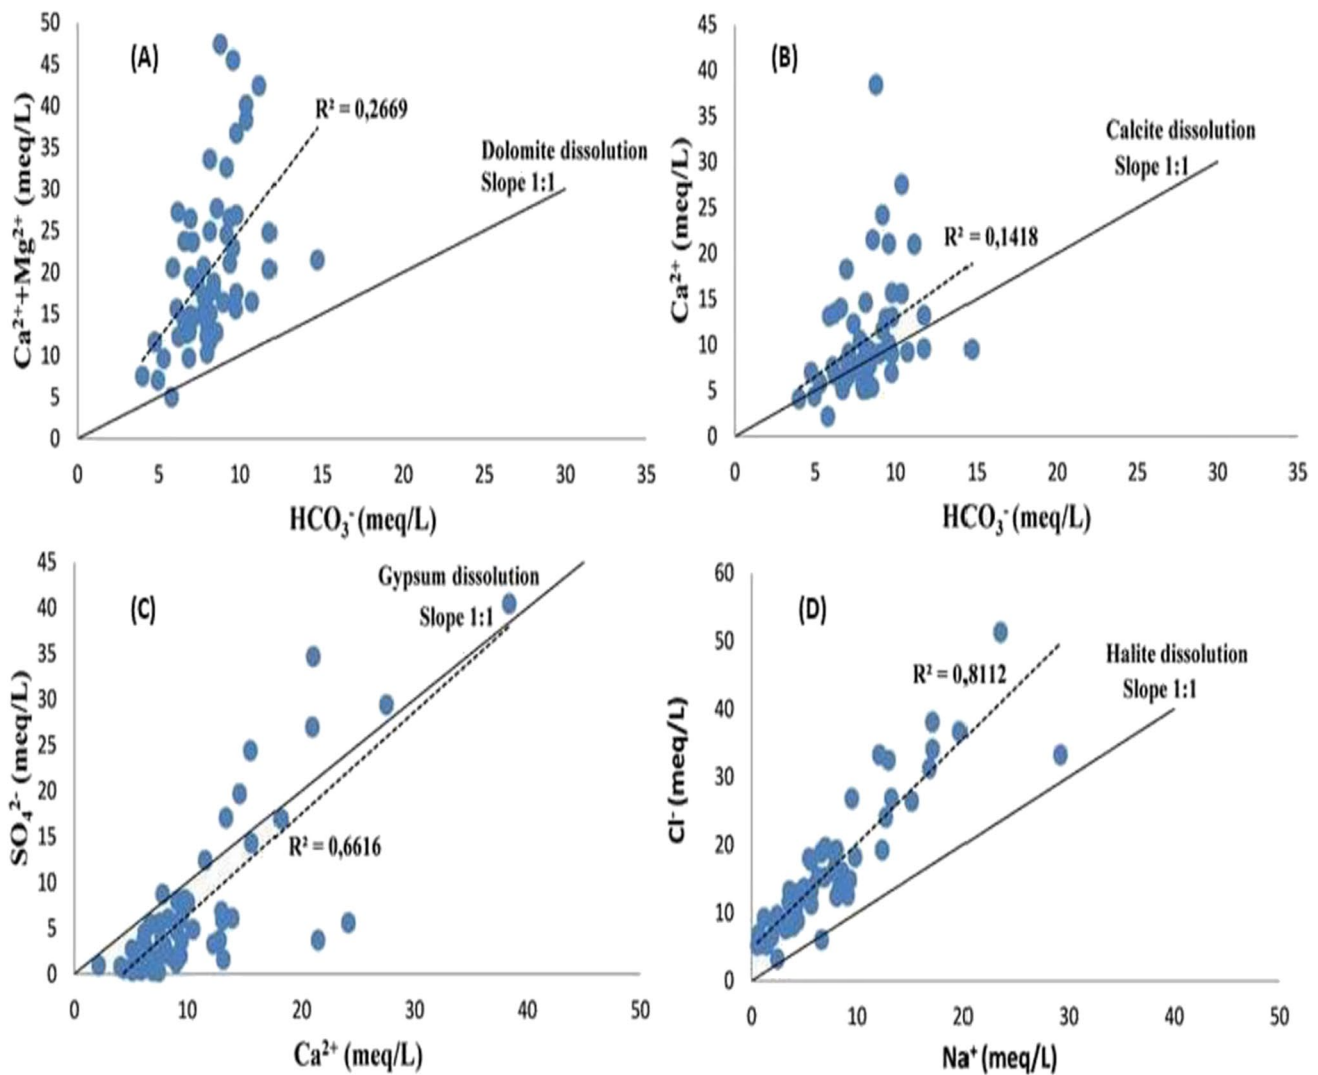 (A)
Ca²⁺+Mg²⁺ (meq/L)
50
45
40
35
30
25
20
15
10
5
0
R² = 0,2669
Dolomite dissolution
Slope 1:1
0 5 10 15 20 25 30 35
HCO₃⁻ (meq/L)
(B)
Ca²⁺ (meq/L)
45
40
35
30
25
20
15
10
5
0
Calcite dissolution
Slope 1:1
R² = 0,1418
0 5 10 15 20 25 30 35
HCO₃⁻ (meq/L)
(C)
SO₄²⁻ (meq/L)
45
40
35
30
25
20
15
10
5
0
Gypsum dissolution
Slope 1:1
R² = 0,6616
0 10 20 30 40 50
Ca²⁺ (meq/L)
(D)
Cl⁻ (meq/L)
60
50
40
30
20
10
0
R² = 0,8112
Halite dissolution
Slope 1:1
0 10 20 30 40 50
Na⁺ (meq/L)